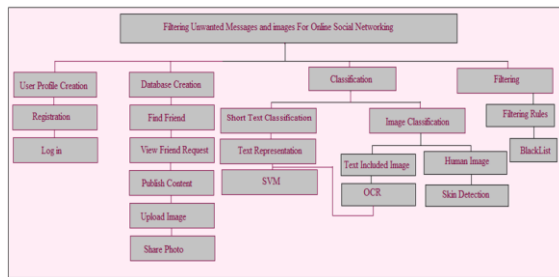 Filtering Unwanted Messages and images For Online Social Networking
User Profile Creation
Registration
Log in
Database Creation
Find Friend
View Friend Request
Publish Content
Upload Image
Share Photo
Classification
Short Text Classification
Text Representation
SVM
Image Classification
Text Included Image
OCR
Human Image
Skin Detection
Filtering
Filtering Rules
BlackList